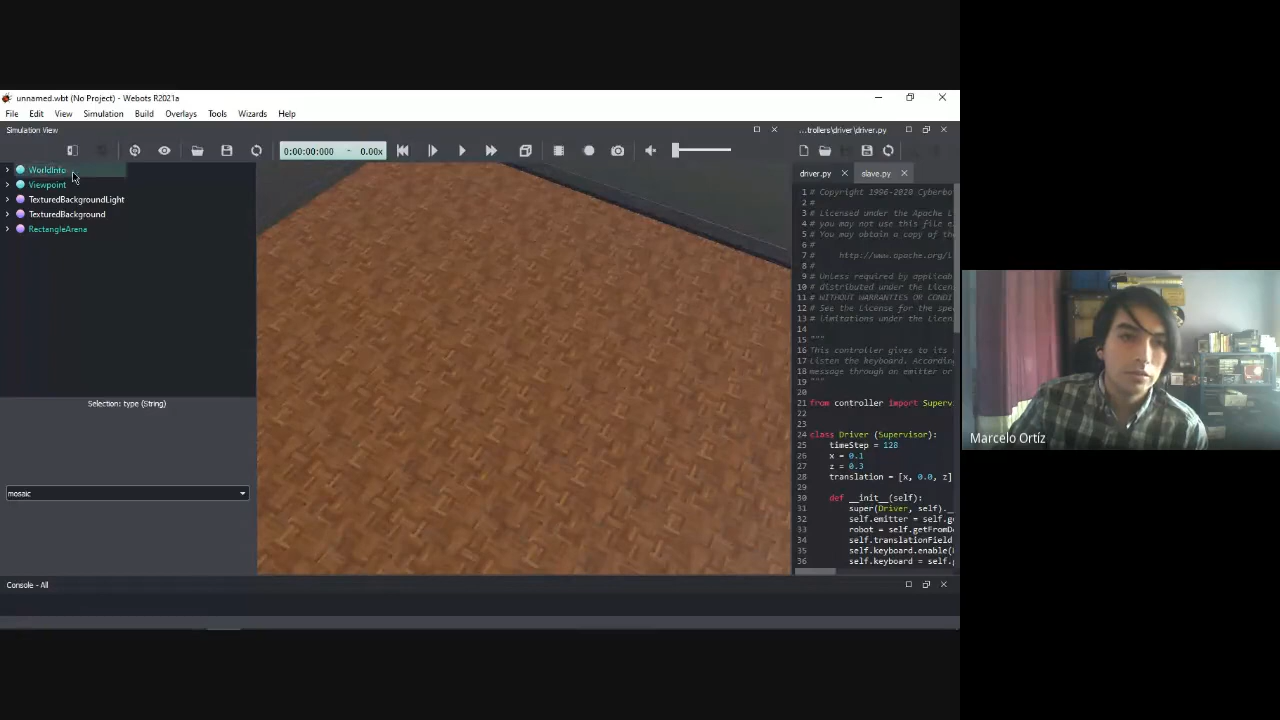 unnamed.wbt (No Project) - Webots R2021a
File Edit View Simulation Build Overlays Tools Wizards Help
Simulation View
0:00:00:000 - 0.00x
WorldInfo
Viewpoint
TexturedBackgroundLight
TexturedBackground
RectangleArena
Selection: type (String)
mosaic
Console - All
...trollers\driver\driver.py
driver.py slave.py
1 # Copyright 1996-2020 Cyberbo
2 #
3 # Licensed under the Apache L
4 # you may not use this file e
5 # You may obtain a copy of the
6 #
7 # http://www.apache.org/l
8 #
9 # Unless required by applicab
10 # distributed under the Licen
11 # WITHOUT WARRANTIES OR CONDI
12 # See the License for the spe
13 # limitations under the Licen
14
15 """
16 This controller gives to its
17 Listen the keyboard. Accordin
18 message through an emitter or
19 """
20
21 from controller import Superv
22
23
24 class Driver (Supervisor):
25 timeStep = 128
26 x = 0.1
27 z = 0.3
28 translation = [x, 0.0, z]
29
30 def __init__(self):
31 super(Driver, self)._
32 self.emitter = self.ge
33 robot = self.getFromDe
34 self.translationField
35 self.keyboard.enable(
36 self.keyboard = self.
Marcelo Ortíz